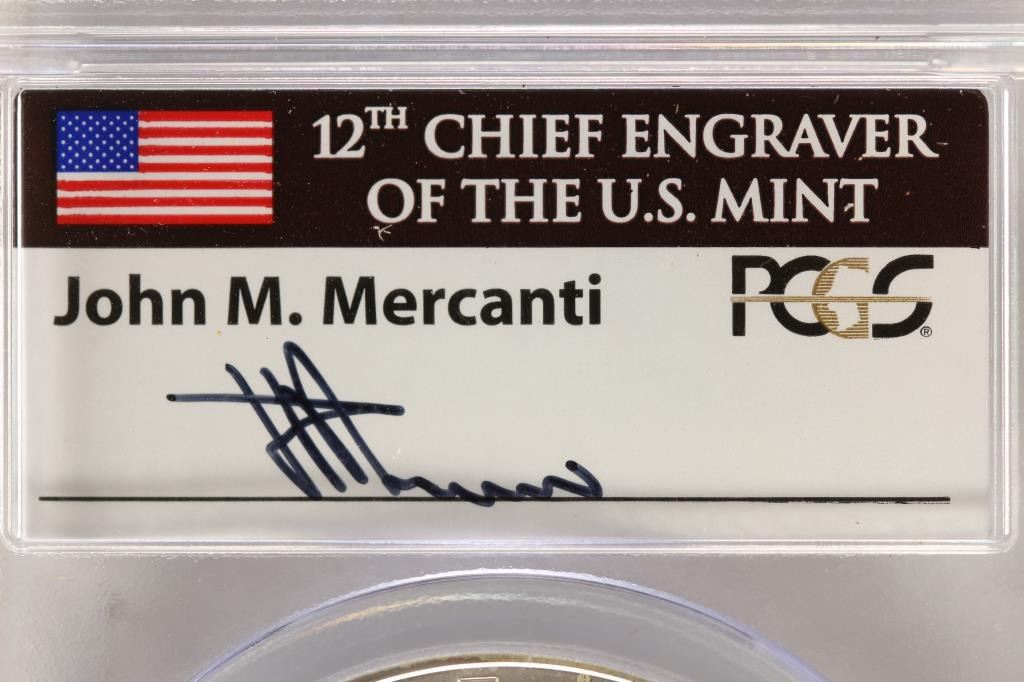 12TH CHIEF ENGRAVER
OF THE U.S. MINT
John M. Mercanti
PCGS®